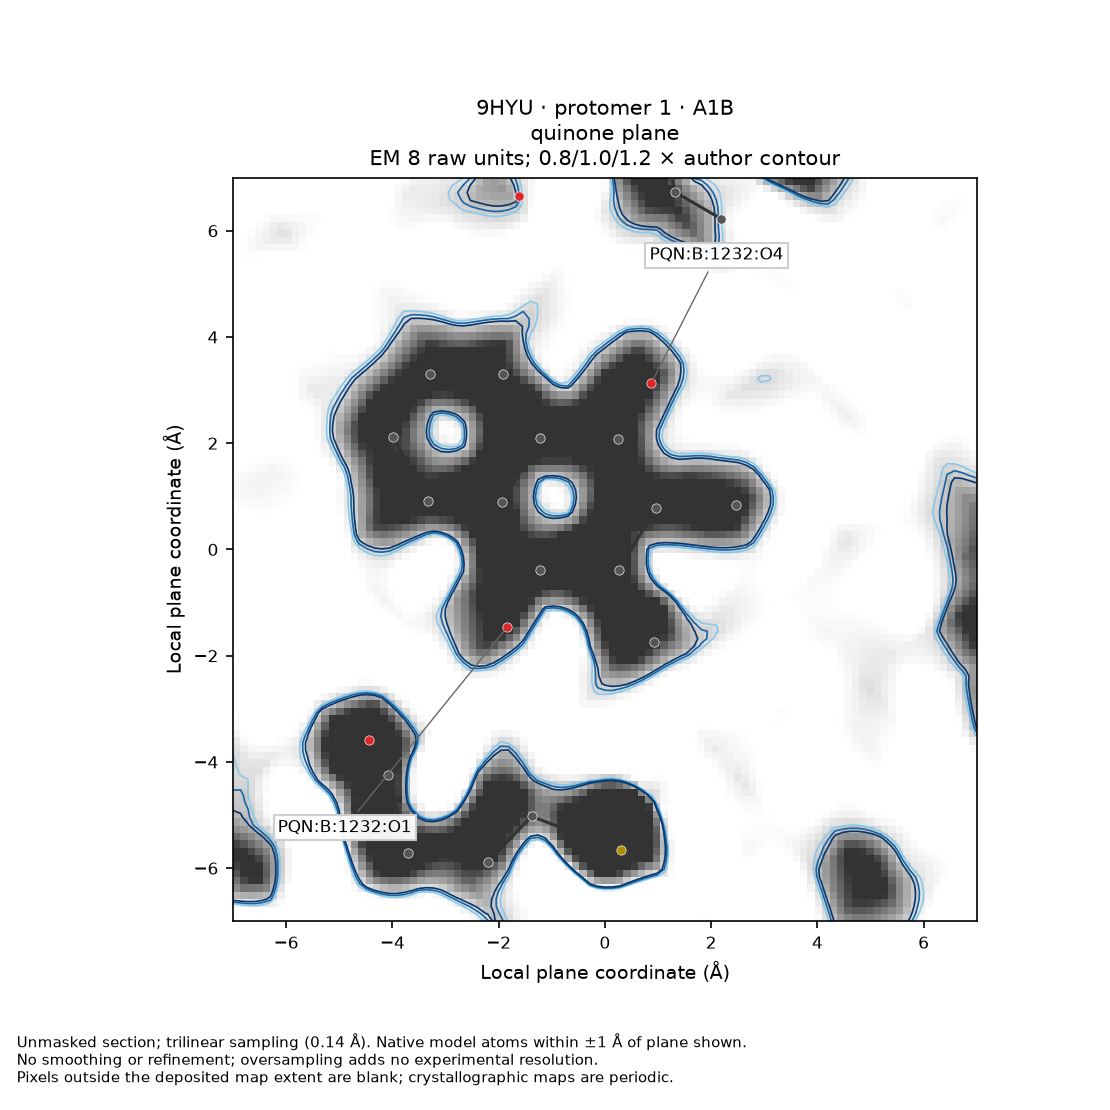 9HYU · protomer 1 · A1B
quinone plane
EM 8 raw units; 0.8/1.0/1.2 × author contour
6
PQN:B:1232:O4
4
2
0
−2
−4
PQN:B:1232:O1
−6
Local plane coordinate (Å)
−6 −4 −2 0 2 4 6
Local plane coordinate (Å)
Unmasked section; trilinear sampling (0.14 Å). Native model atoms within ±1 Å of plane shown.
No smoothing or refinement; oversampling adds no experimental resolution.
Pixels outside the deposited map extent are blank; crystallographic maps are periodic.